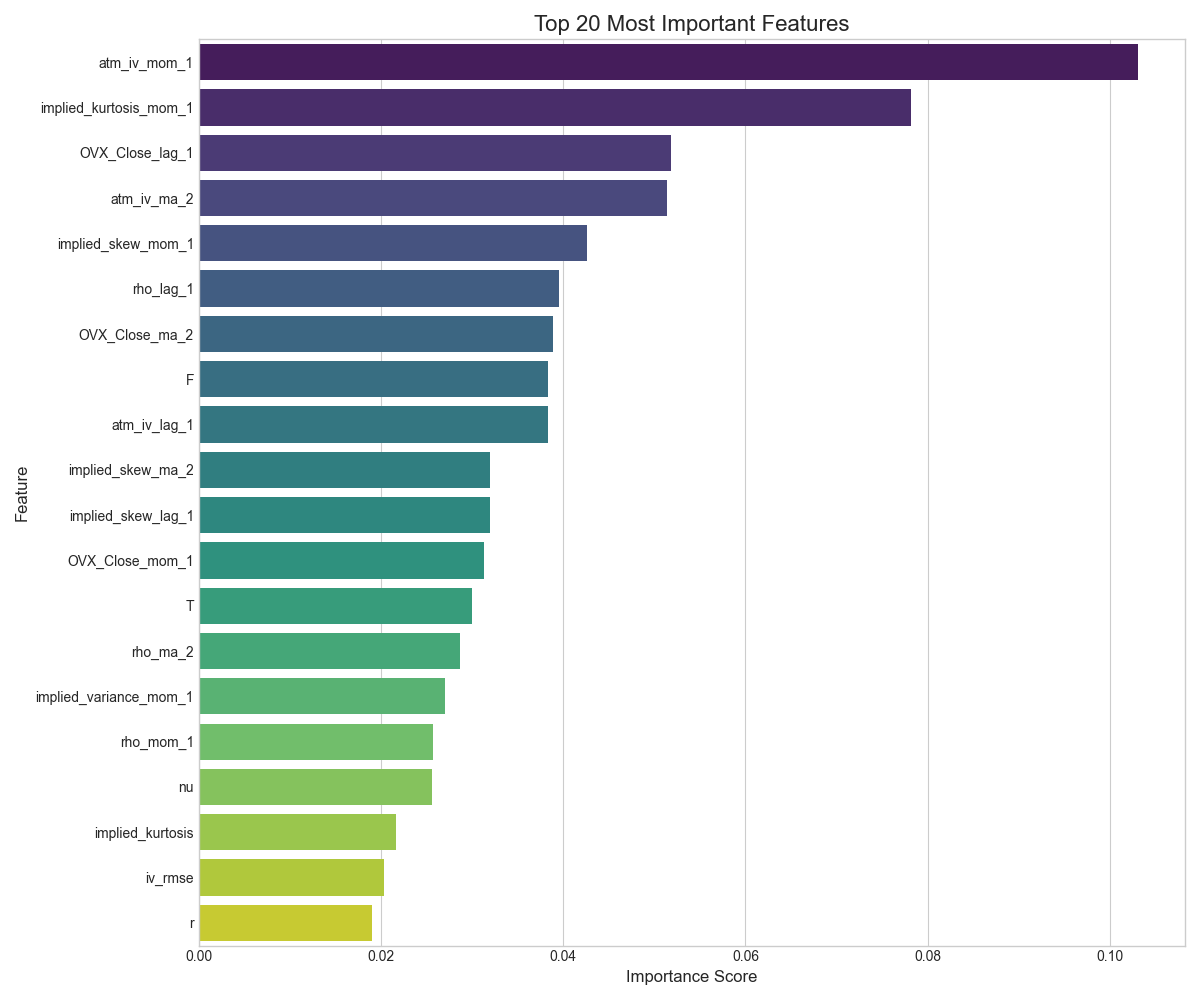 Top 20 Most Important Features
atm_iv_mom_1
implied_kurtosis_mom_1
OVX_Close_lag_1
atm_iv_ma_2
implied_skew_mom_1
rho_lag_1
OVX_Close_ma_2
F
atm_iv_lag_1
implied_skew_ma_2
implied_skew_lag_1
OVX_Close_mom_1
T
rho_ma_2
implied_variance_mom_1
rho_mom_1
nu
implied_kurtosis
iv_rmse
r
Feature
0.00 0.02 0.04 0.06 0.08 0.10
Importance Score